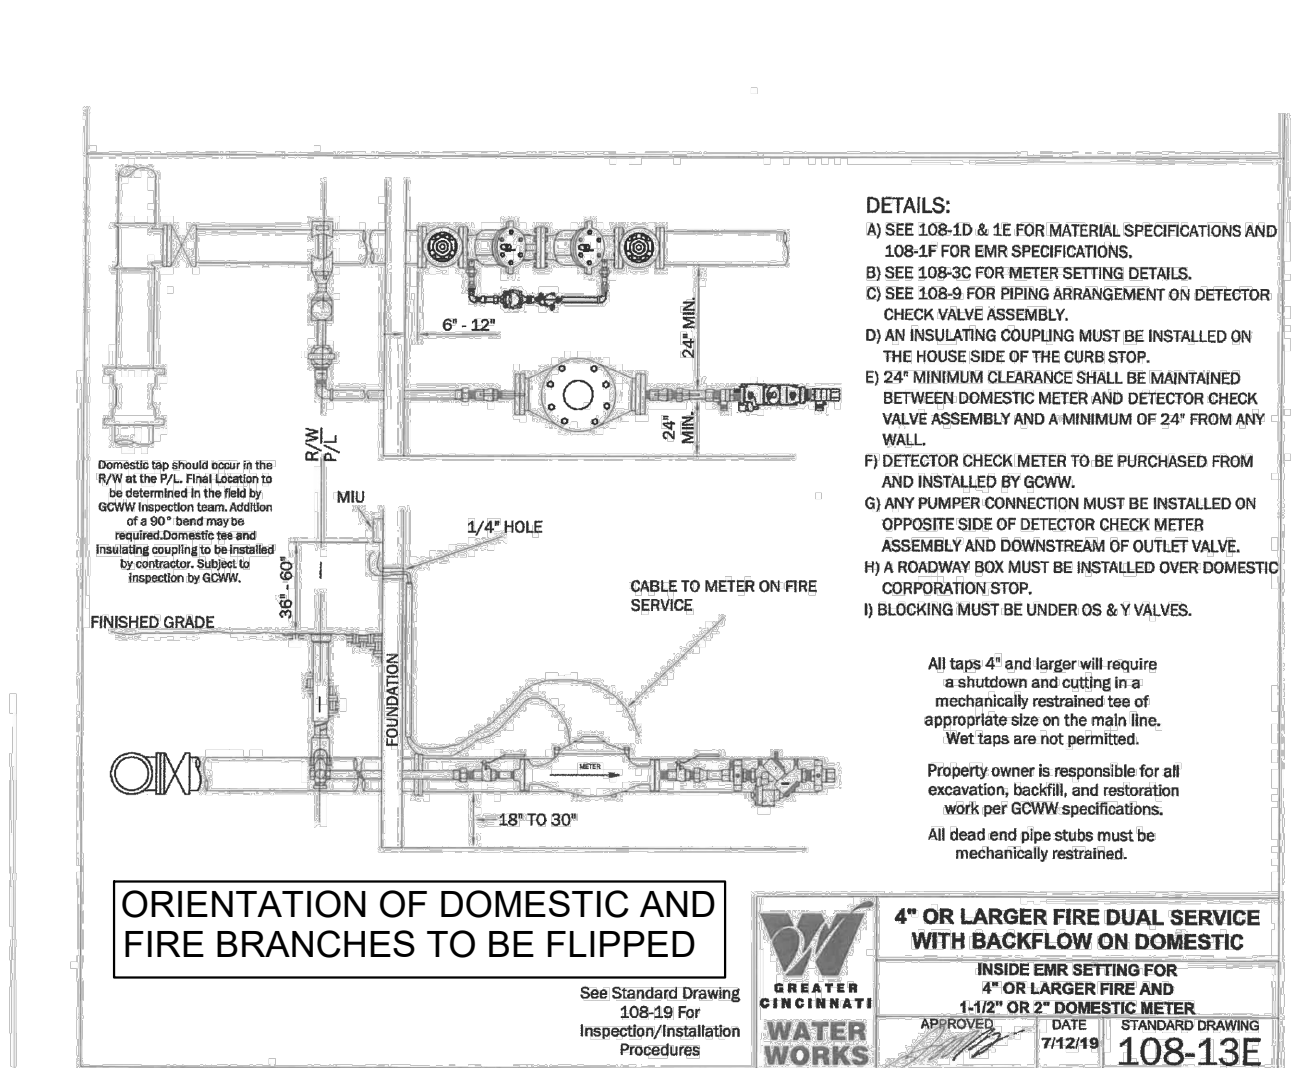 DETAILS:
A) SEE 108-1D & 1E FOR MATERIAL SPECIFICATIONS AND
108-1F FOR EMR SPECIFICATIONS.
B) SEE 108-3C FOR METER SETTING DETAILS.
C) SEE 108-9 FOR PIPING ARRANGEMENT ON DETECTOR
CHECK VALVE ASSEMBLY.
D) AN INSULATING COUPLING MUST BE INSTALLED ON
THE HOUSE SIDE OF THE CURB STOP.
E) 24" MINIMUM CLEARANCE SHALL BE MAINTAINED
BETWEEN DOMESTIC METER AND DETECTOR CHECK
VALVE ASSEMBLY AND A MINIMUM OF 24" FROM ANY
WALL.
F) DETECTOR CHECK METER TO BE PURCHASED FROM
AND INSTALLED BY GCWW.
G) ANY PUMPER CONNECTION MUST BE INSTALLED ON
OPPOSITE SIDE OF DETECTOR CHECK METER
ASSEMBLY AND DOWNSTREAM OF OUTLET VALVE.
H) A ROADWAY BOX MUST BE INSTALLED OVER DOMESTIC
CORPORATION STOP.
I) BLOCKING MUST BE UNDER OS & Y VALVES.
6" - 12"
24" MIN.
24"
MIN.
R/W
P/L
Domestic tap should occur in the
R/W at the P/L. Final Location to
be determined in the field by
GCWW inspection team. Addition
of a 90° bend may be
required.Domestic tee and
insulating coupling to be installed
by contractor. Subject to
inspection by GCWW.
MIU
1/4" HOLE
36" - 60"
CABLE TO METER ON FIRE
SERVICE
FINISHED GRADE
FOUNDATION
METER
18" TO 30"
All taps 4" and larger will require
a shutdown and cutting in a
mechanically restrained tee of
appropriate size on the main line.
Wet taps are not permitted.
Property owner is responsible for all
excavation, backfill, and restoration
work per GCWW specifications.
All dead end pipe stubs must be
mechanically restrained.
ORIENTATION OF DOMESTIC AND
FIRE BRANCHES TO BE FLIPPED
See Standard Drawing
108-19 For
Inspection/Installation
Procedures
GREATER
CINCINNATI
WATER
WORKS
4" OR LARGER FIRE DUAL SERVICE
WITH BACKFLOW ON DOMESTIC
INSIDE EMR SETTING FOR
4" OR LARGER FIRE AND
1-1/2" OR 2" DOMESTIC METER
APPROVED
DATE
7/12/19
STANDARD DRAWING
108-13E